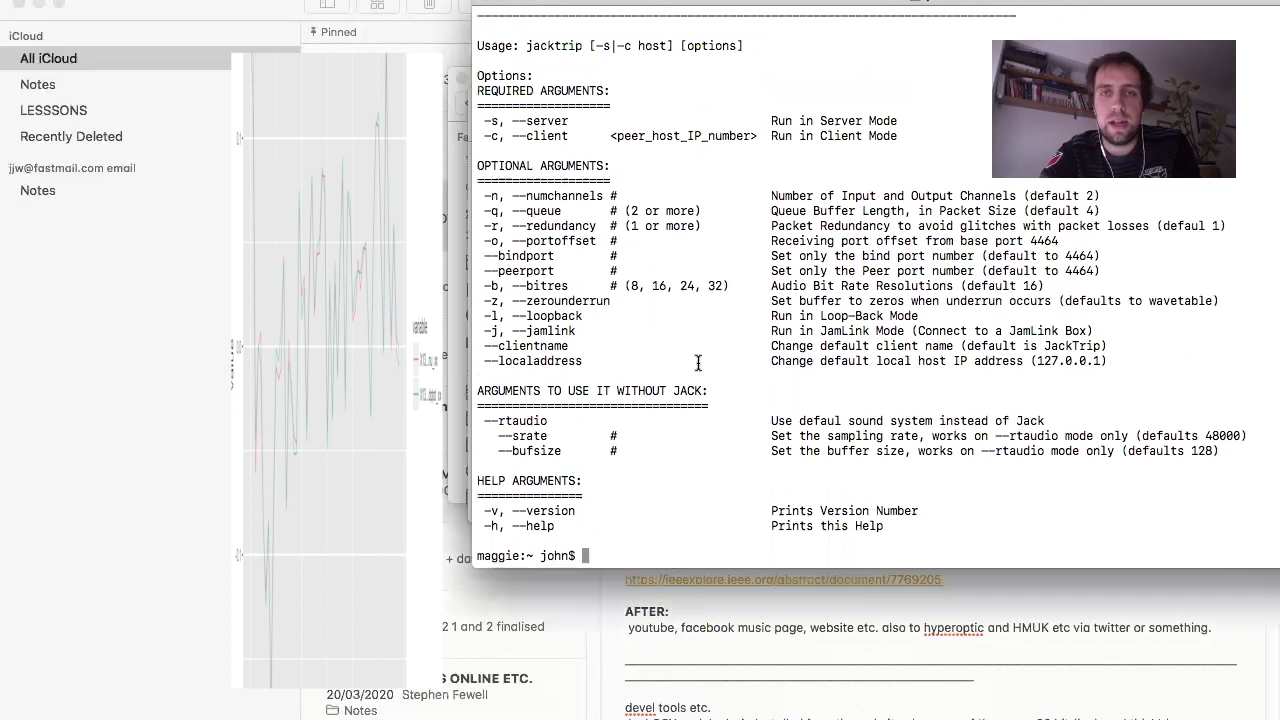 iCloud
All iCloud
Notes
LESSSONS
Recently Deleted
jjw@fastmail.com email
Notes
Pinned
Usage: jacktrip [-s|-c host] [options]
Options:
REQUIRED ARGUMENTS:
===================
-s, --server Run in Server Mode
-c, --client <peer_host_IP_number> Run in Client Mode
OPTIONAL ARGUMENTS:
===================
-n, --numchannels # Number of Input and Output Channels (default 2)
-q, --queue # (2 or more) Queue Buffer Length, in Packet Size (default 4)
-r, --redundancy # (1 or more) Packet Redundancy to avoid glitches with packet losses (defaul 1)
-o, --portoffset # Receiving port offset from base port 4464
--bindport # Set only the bind port number (default to 4464)
--peerport # Set only the Peer port number (default to 4464)
-b, --bitres # (8, 16, 24, 32) Audio Bit Rate Resolutions (default 16)
-z, --zerounderrun Set buffer to zeros when underrun occurs (defaults to wavetable)
-l, --loopback Run in Loop-Back Mode
-j, --jamlink Run in JamLink Mode (Connect to a JamLink Box)
--clientname Change default client name (default is JackTrip)
--localaddress Change default local host IP address (127.0.0.1)
ARGUMENTS TO USE IT WITHOUT JACK:
=================================
--rtaudio Use defaul sound system instead of Jack
--srate # Set the sampling rate, works on --rtaudio mode only (defaults 48000)
--bufsize # Set the buffer size, works on --rtaudio mode only (defaults 128)
HELP ARGUMENTS:
===============
-v, --version Prints Version Number
-h, --help Prints this Help
maggie:~ john$
value
variable
0.1
0.0
-0.1
+ da
2 1 and 2 finalised
S ONLINE ETC.
20/03/2020 Stephen Fewell
Notes
https://ieeexplore.ieee.org/abstract/document/7769205
AFTER:
youtube, facebook music page, website etc. also to hyperoptic and HMUK etc via twitter or something.
devel tools etc.